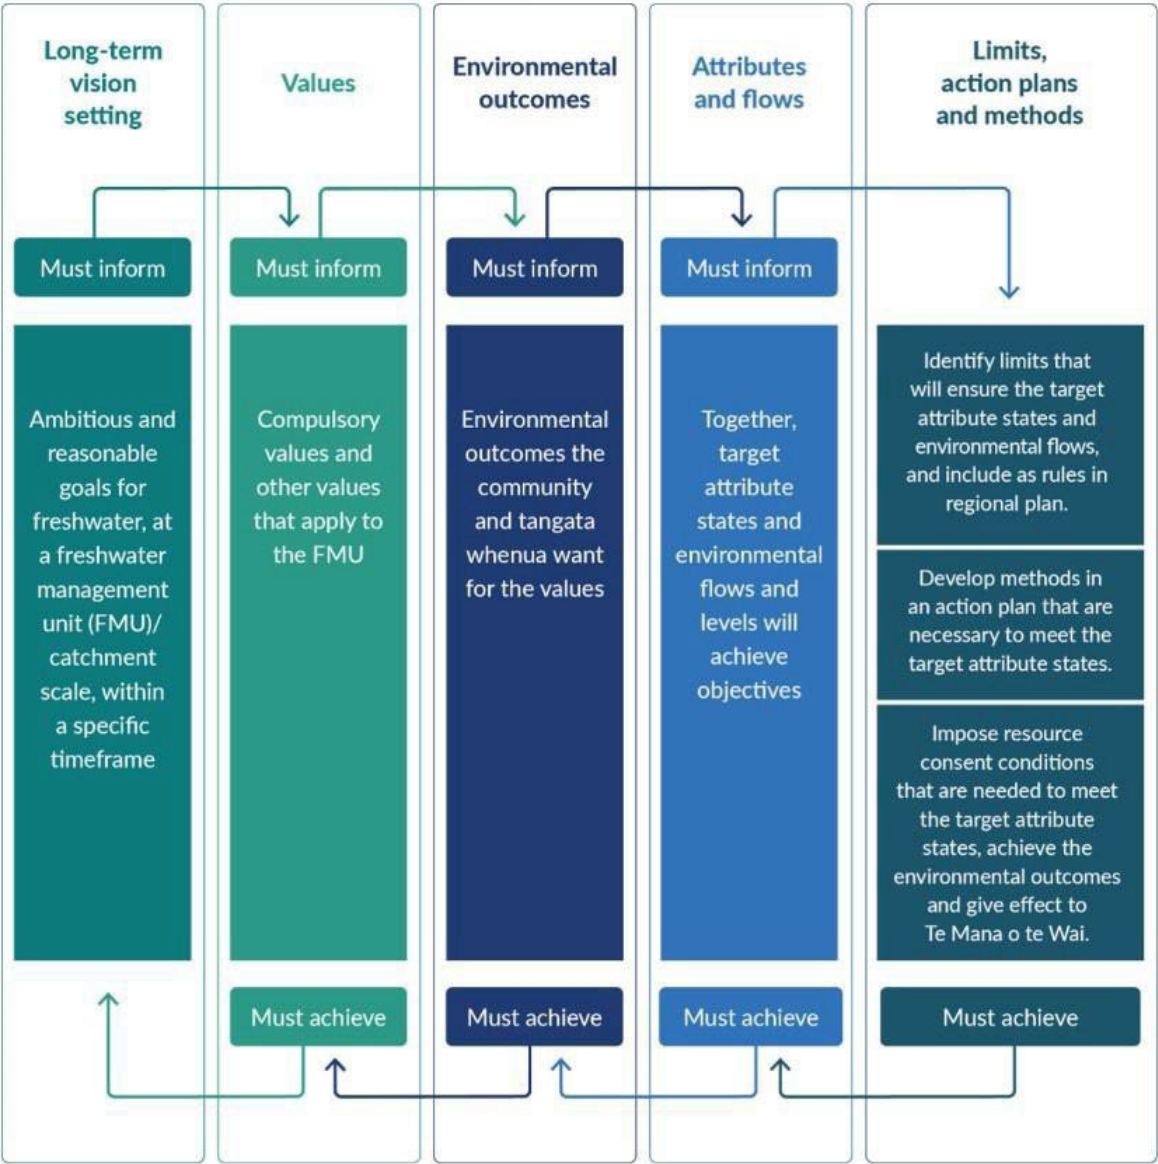 Long-term
vision
setting
Values
Environmental
outcomes
Attributes
and flows
Limits,
action plans
and methods
Must inform
Must inform
Must inform
Must inform
Ambitious and
reasonable
goals for
freshwater, at
a freshwater
management
unit (FMU)/
catchment
scale, within
a specific
timeframe
Compulsory
values and
other values
that apply to
the FMU
Environmental
outcomes the
community
and tangata
whenua want
for the values
Together,
target
attribute
states and
environmental
flows and
levels will
achieve
objectives
Identify limits that
will ensure the target
attribute states and
environmental flows,
and include as rules in
regional plan.
Develop methods in
an action plan that are
necessary to meet the
target attribute states.
Impose resource
consent conditions
that are needed to meet
the target attribute
states, achieve the
environmental outcomes
and give effect to
Te Mana o te Wai.
Must achieve
Must achieve
Must achieve
Must achieve